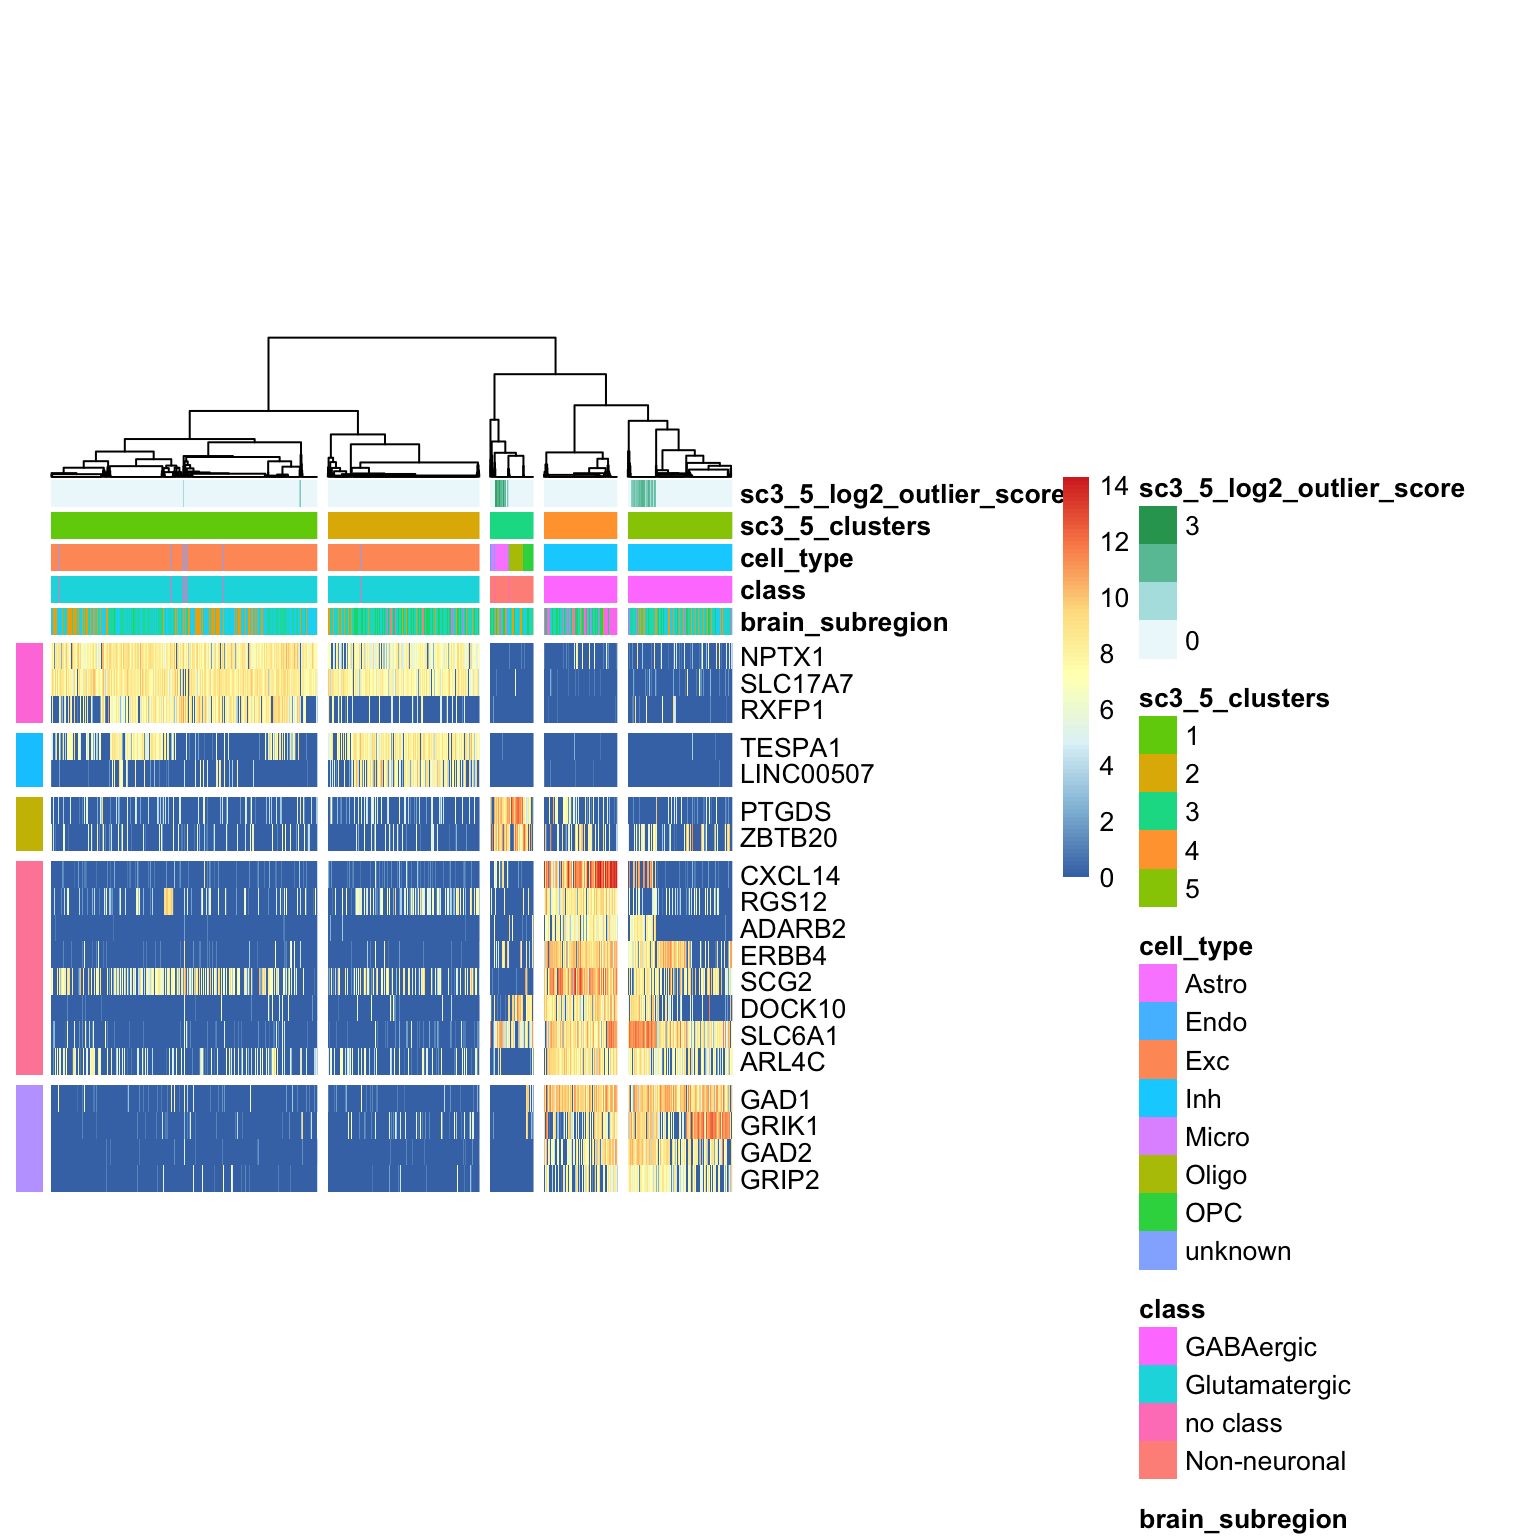 sc3_5_log2_outlier_score
sc3_5_clusters
cell_type
class
brain_subregion
NPTX1
SLC17A7
RXFP1
TESPA1
LINC00507
PTGDS
ZBTB20
CXCL14
RGS12
ADARB2
ERBB4
SCG2
DOCK10
SLC6A1
ARL4C
GAD1
GRIK1
GAD2
GRIP2
14
12
10
8
6
4
2
0
sc3_5_log2_outlier_score
3
0
sc3_5_clusters
1
2
3
4
5
cell_type
Astro
Endo
Exc
Inh
Micro
Oligo
OPC
unknown
class
GABAergic
Glutamatergic
no class
Non-neuronal
brain_subregion